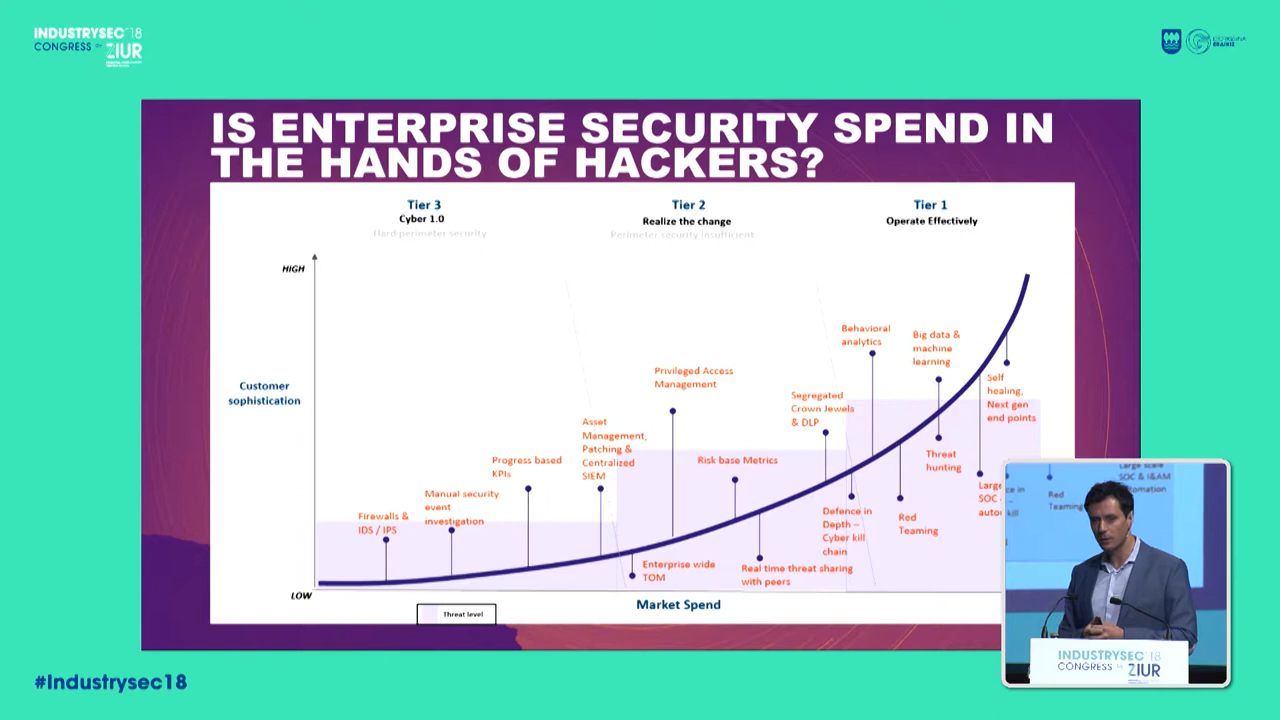 INDUSTRYSEC'18
CONGRESS BY ZIUR
IS ENTERPRISE SECURITY SPEND IN
THE HANDS OF HACKERS?
Tier 3
Cyber 1.0
Hard perimeter security
Tier 2
Realize the change
Perimeter security insufficient
Tier 1
Operate Effectively
HIGH
Customer
sophistication
LOW
Firewalls &
IDS / IPS
Manual security
event
investigation
Progress based
KPIs
Asset
Management,
Patching &
Centralized
SIEM
Enterprise wide
TOM
Privileged Access
Management
Risk base Metrics
Real time threat sharing
with peers
Segregated
Crown Jewels
& DLP
Defence in
Depth –
Cyber kill
chain
Behavioral
analytics
Red
Teaming
Big data &
machine
learning
Threat
hunting
Self
healing,
Next gen
end points
Large
SOC
auto
Market Spend
Threat level
Large scale
SOC & I&AM
automation
Red
Teaming
ce in
kill
INDUSTRYSEC'18
CONGRESS BY ZIUR
#Industrysec18